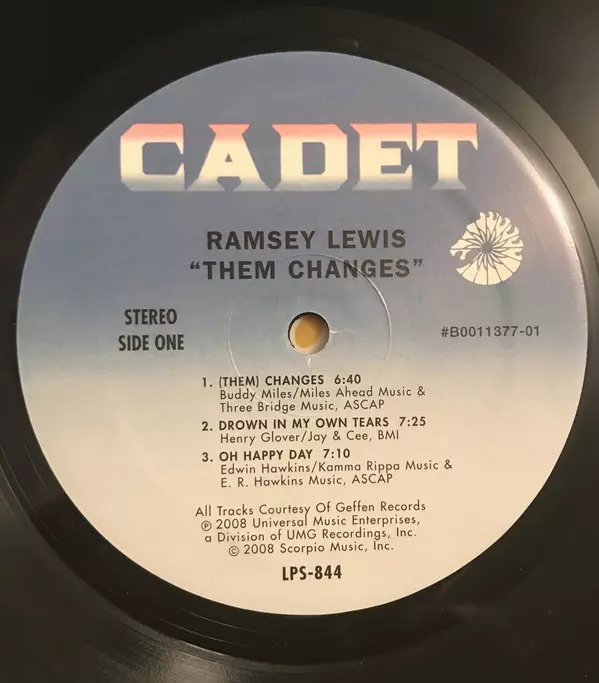 CADET
RAMSEY LEWIS
“THEM CHANGES”
STEREO
SIDE ONE
#B0011377-01
1. (THEM) CHANGES 6:40
Buddy Miles/Miles Ahead Music &
Three Bridge Music, ASCAP
2. DROWN IN MY OWN TEARS 7:25
Henry Glover/Jay & Cee, BMI
3. OH HAPPY DAY 7:10
Edwin Hawkins/Kamma Rippa Music &
E. R. Hawkins Music, ASCAP
All Tracks Courtesy Of Geffen Records
℗ 2008 Universal Music Enterprises,
a Division of UMG Recordings, Inc.
© 2008 Scorpio Music, Inc.
LPS-844